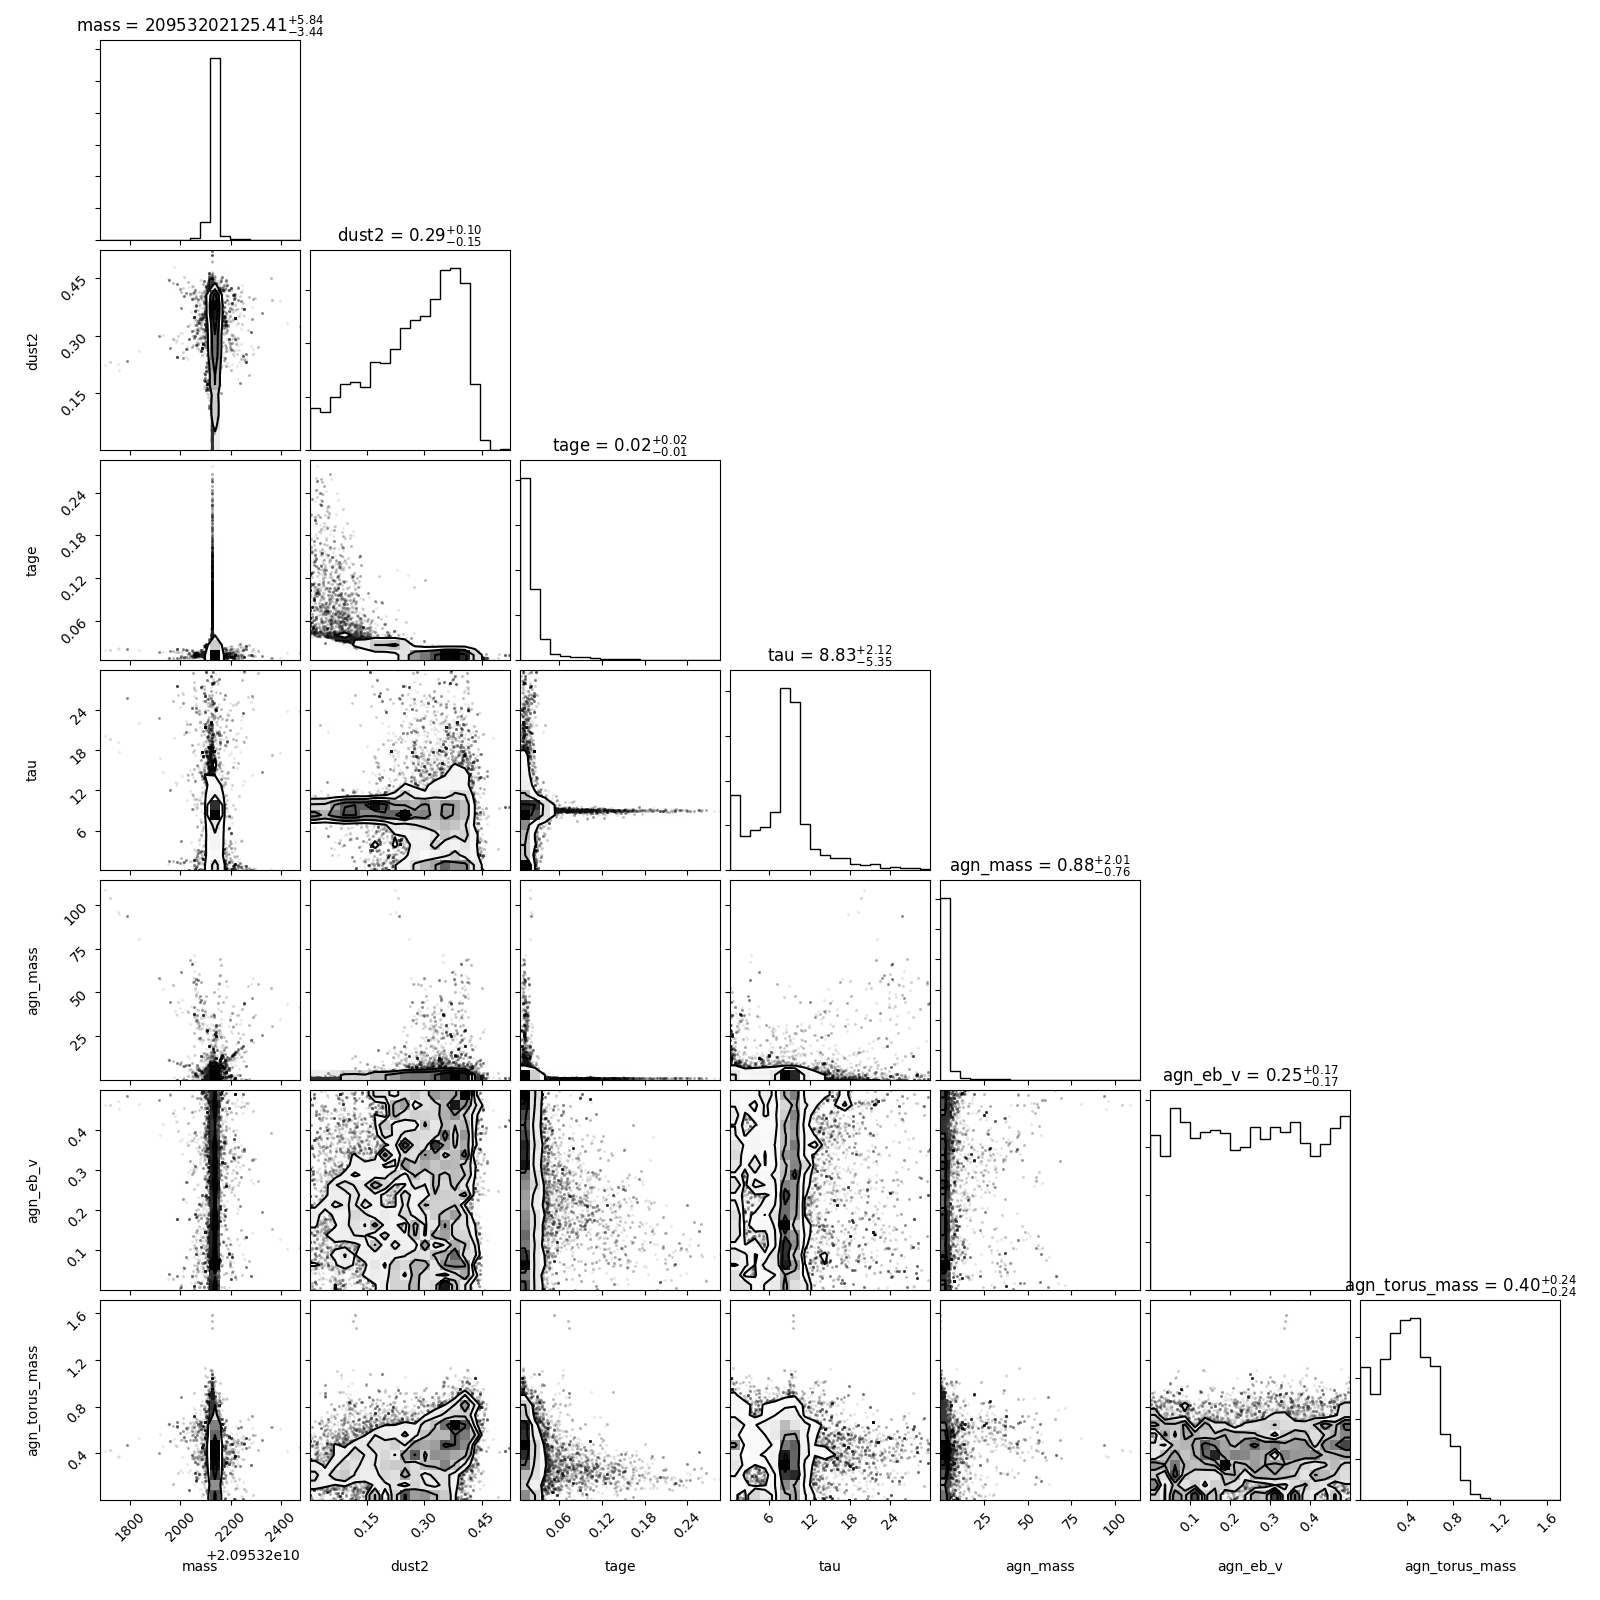 mass = 20953202125.41+5.84 −3.44
dust2 = 0.29+0.10 −0.15
0.45
0.30
0.15
dust2
tage = 0.02+0.02 −0.01
0.24
0.18
0.12
0.06
tage
tau = 8.83+2.12 −5.35
24
18
12
6
tau
agn_mass = 0.88+2.01 −0.76
100
75
50
25
agn_mass
agn_eb_v = 0.25+0.17 −0.17
0.4
0.3
0.2
0.1
agn_eb_v
agn_torus_mass = 0.40+0.24 −0.24
1.6
1.2
0.8
0.4
agn_torus_mass
1800 2000 2200 2400
0.15 0.30 0.45
0.06 0.12 0.18 0.24
6 12 18 24
25 50 75 100
0.1 0.2 0.3 0.4
0.4 0.8 1.2 1.6
+2.09532e10
mass dust2 tage tau agn_mass agn_eb_v agn_torus_mass